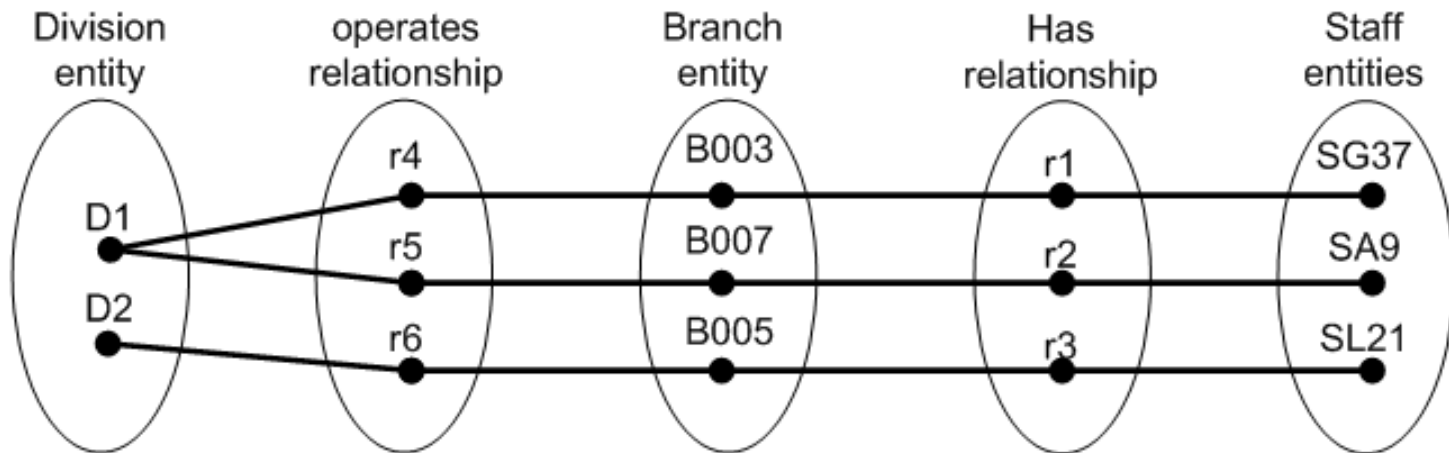 Division
entity
operates
relationship
Branch
entity
Has
relationship
Staff
entities
r4
B003
r1
SG37
D1
r5
B007
r2
SA9
D2
r6
B005
r3
SL21